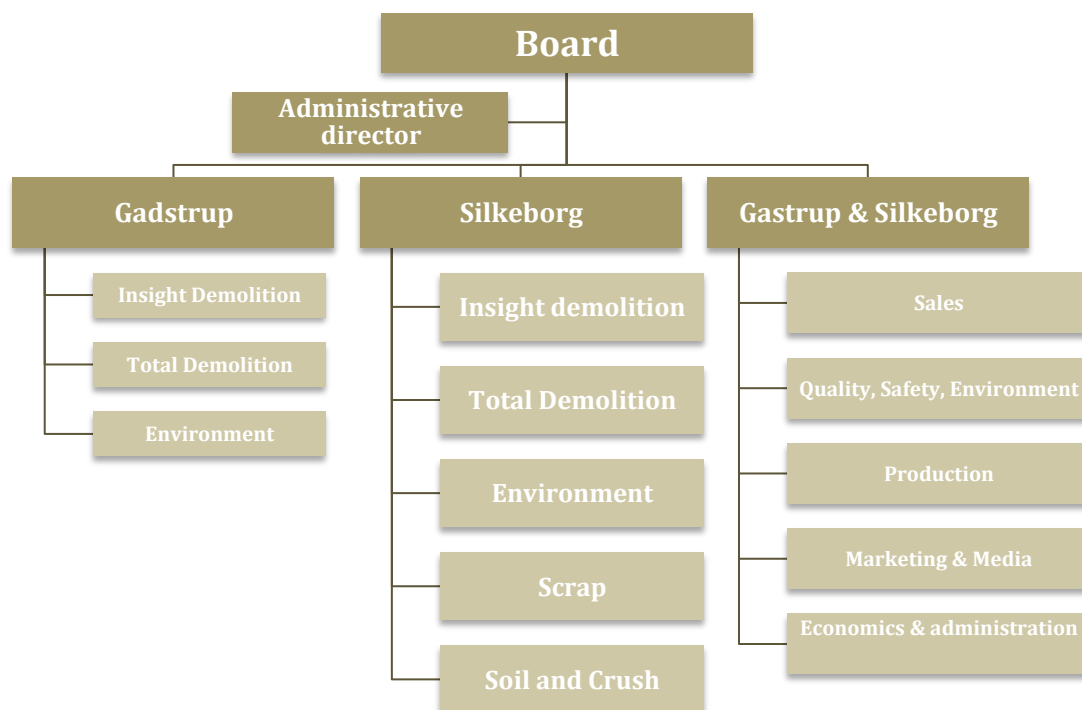 Board
Administrative
director
Gadstrup
Silkeborg
Gastrup & Silkeborg
Insight Demolition
Total Demolition
Environment
Insight demolition
Total Demolition
Environment
Scrap
Soil and Crush
Sales
Quality, Safety, Environment
Production
Marketing & Media
Economics & administration